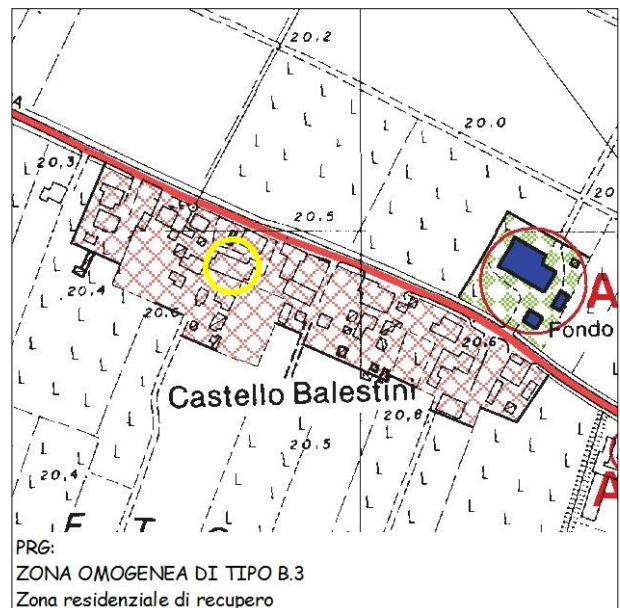 20,2
A
20,0
20,3
20
20,5
A
20,4
20,6
Fondo
20,6
Castello Balestini
20,8
20,5
20,4
A
E T
PRG:
ZONA OMOGENEA DI TIPO B.3
Zona residenziale di recupero